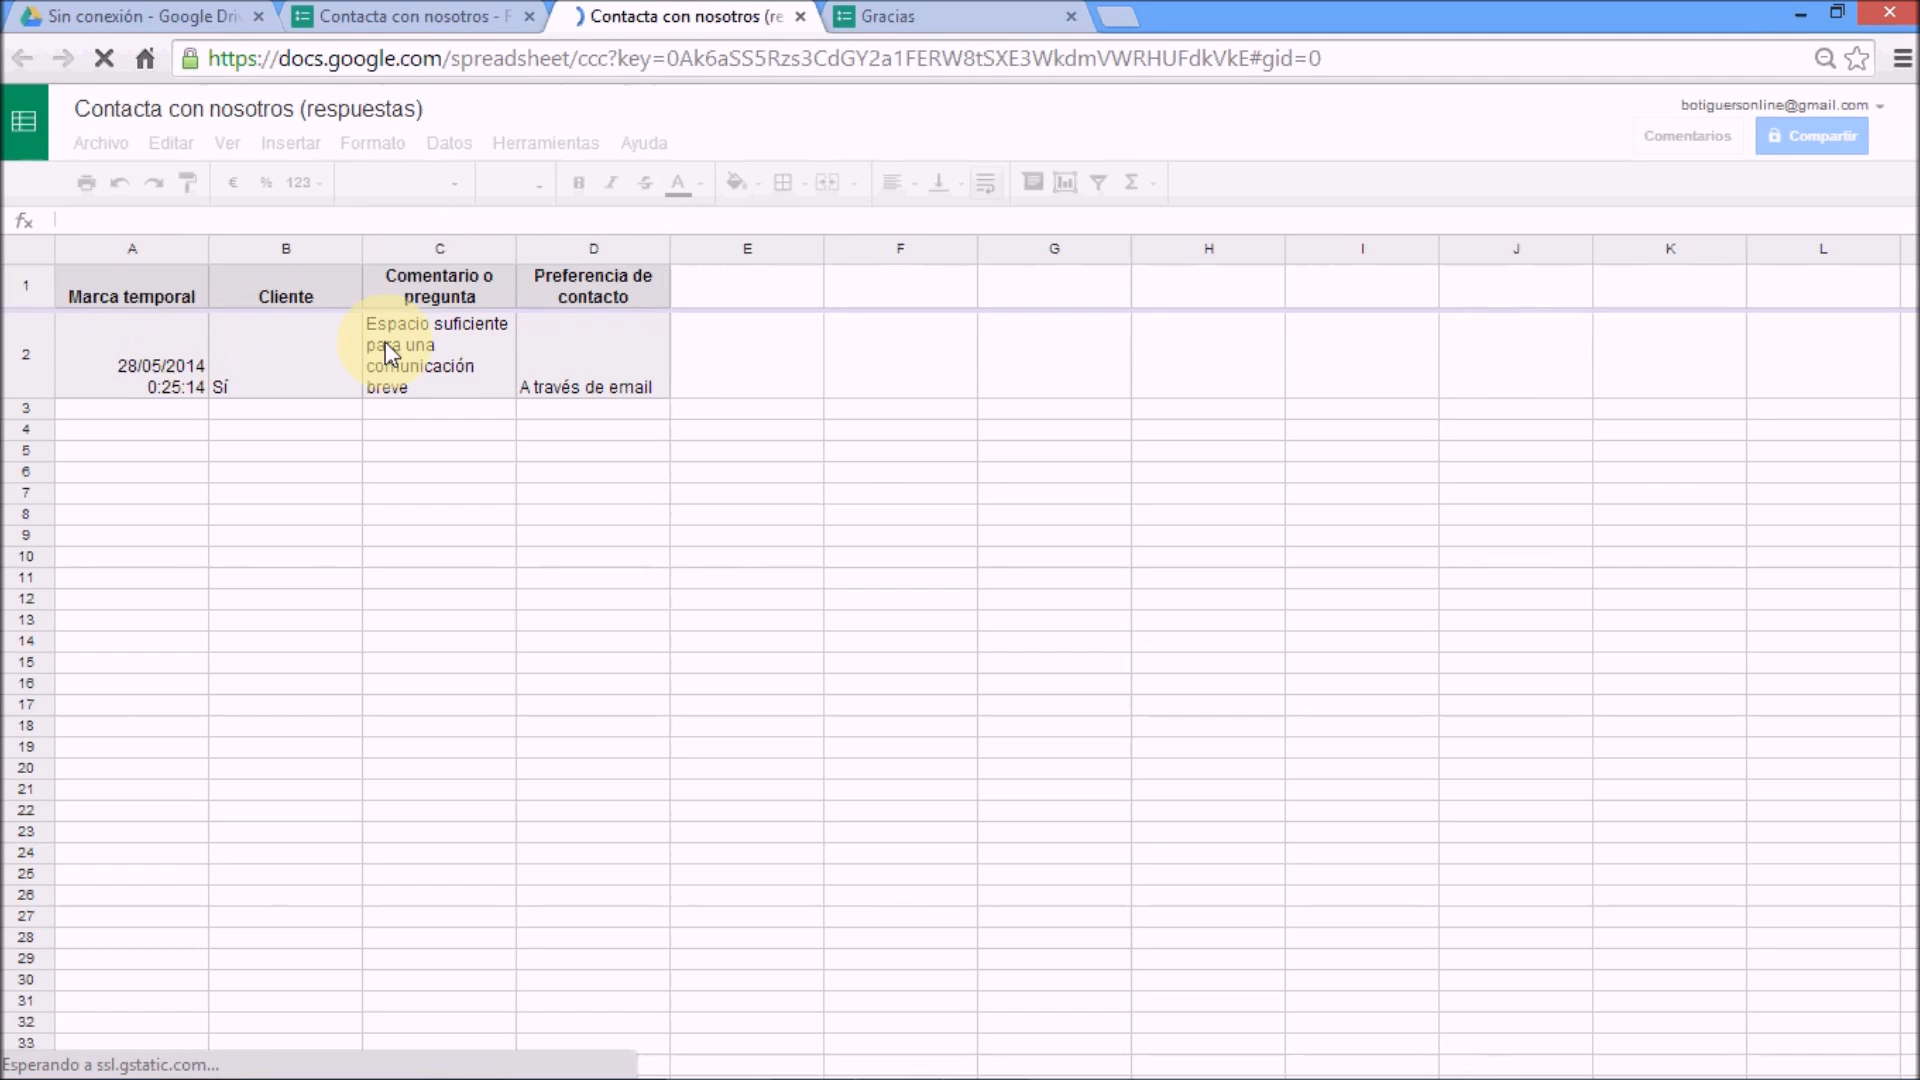 Sin conexión - Google Dri
Contacta con nosotros - F
Contacta con nosotros (re
Gracias
https://docs.google.com/spreadsheet/ccc?key=0Ak6aSS5Rzs3CdGY2a1FERW8tSXE3WkdmVWRHUFdkVkE#gid=0
Contacta con nosotros (respuestas)
botiguersonline@gmail.com
Archivo Editar Ver Insertar Formato Datos Herramientas Ayuda
Comentarios
Compartir
€ % 123 B I S A Σ
fx
A B C D E F G H I J K L
1
Marca temporal
Cliente
Comentario o
pregunta
Preferencia de
contacto
2
28/05/2014
0:25:14
Sí
Espacio suficiente
para una
comunicación
breve
A través de email
3
4
5
6
7
8
9
10
11
12
13
14
15
16
17
18
19
20
21
22
23
24
25
26
27
28
29
30
31
32
33
Esperando a ssl.gstatic.com...